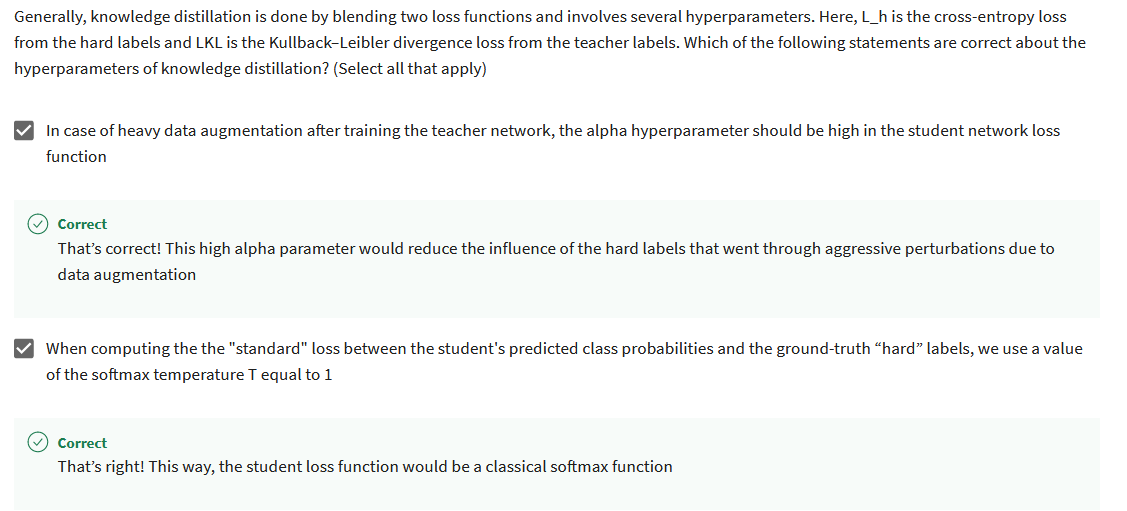 Generally, knowledge distillation is done by blending two loss functions and involves several hyperparameters. Here, L_h is the cross-entropy loss
from the hard labels and LKL is the Kullback–Leibler divergence loss from the teacher labels. Which of the following statements are correct about the
hyperparameters of knowledge distillation? (Select all that apply)
In case of heavy data augmentation after training the teacher network, the alpha hyperparameter should be high in the student network loss
function
Correct
That’s correct! This high alpha parameter would reduce the influence of the hard labels that went through aggressive perturbations due to
data augmentation
When computing the the "standard" loss between the student's predicted class probabilities and the ground-truth “hard” labels, we use a value
of the softmax temperature T equal to 1
Correct
That’s right! This way, the student loss function would be a classical softmax function